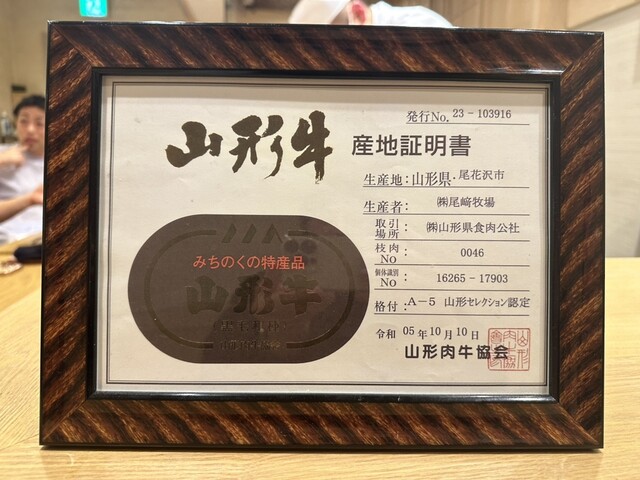 発行No. 23-103916
山形牛 産地証明書
生産地:山形県・尾花沢市
生産者: ㈱尾﨑牧場
取引場所: ㈱山形県食肉公社
枝肉No : 0046
個体識別No : 16265-17903
格付:A-5 山形セレクション認定
みちのくの特産品
山形牛
令和 05年10月10日
山形肉牛協会